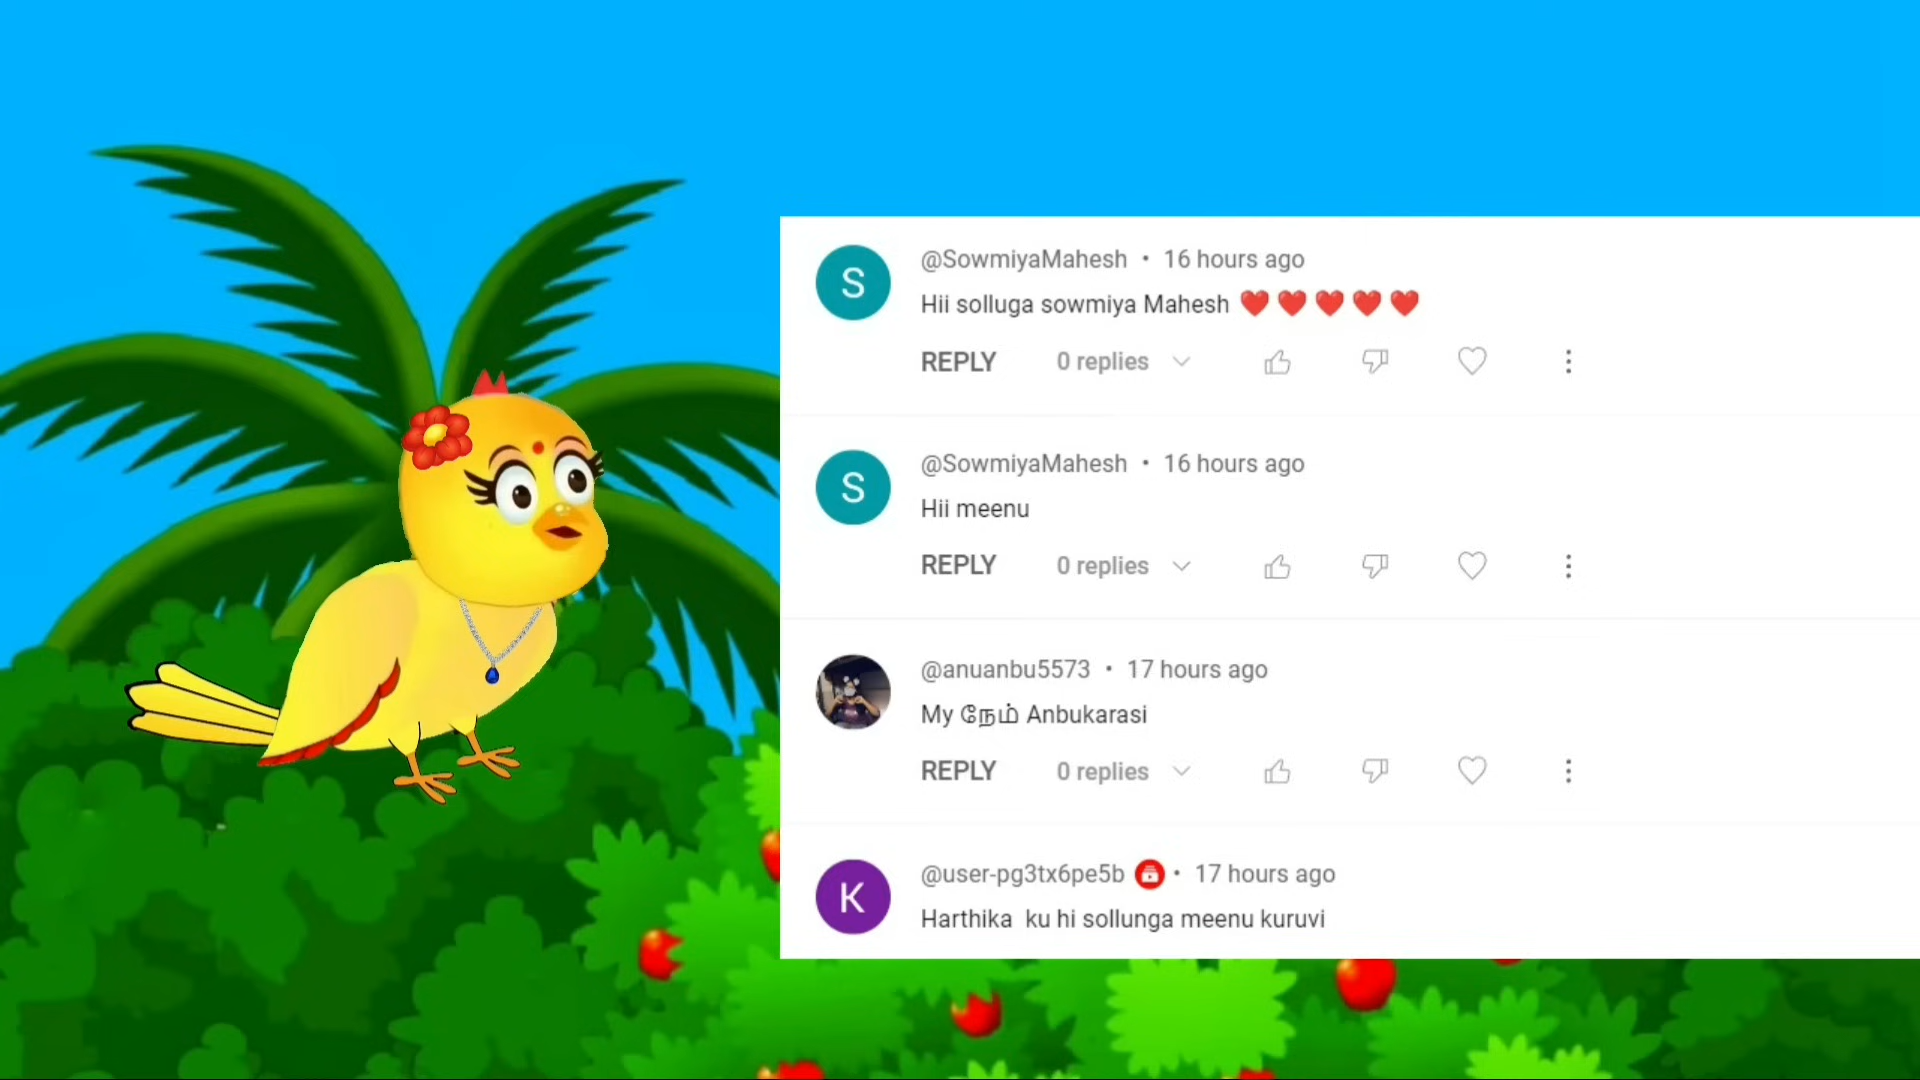 S
@SowmiyaMahesh • 16 hours ago
Hii solluga sowmiya Mahesh ❤️❤️❤️❤️❤️
REPLY 0 replies
S
@SowmiyaMahesh • 16 hours ago
Hii meenu
REPLY 0 replies
@anuanbu5573 • 17 hours ago
My நேம் Anbukarasi
REPLY 0 replies
K
@user-pg3tx6pe5b • 17 hours ago
Harthika ku hi sollunga meenu kuruvi